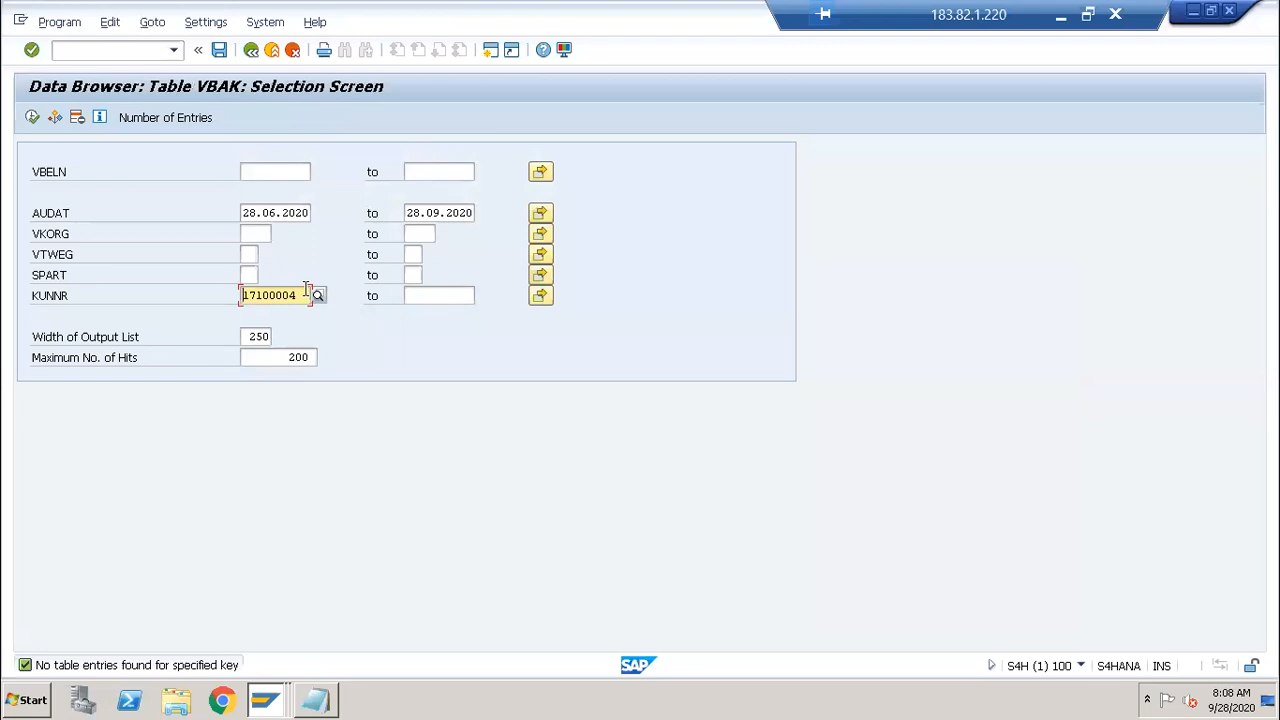 Program Edit Goto Settings System Help
183.82.1.220
Data Browser: Table VBAK: Selection Screen
Number of Entries
VBELN to
AUDAT 28.06.2020 to 28.09.2020
VKORG to
VTWEG to
SPART to
KUNNR 17100004 to
Width of Output List 250
Maximum No. of Hits 200
No table entries found for specified key
SAP
S4H (1) 100 S4HANA INS
Start
8:08 AM
9/28/2020